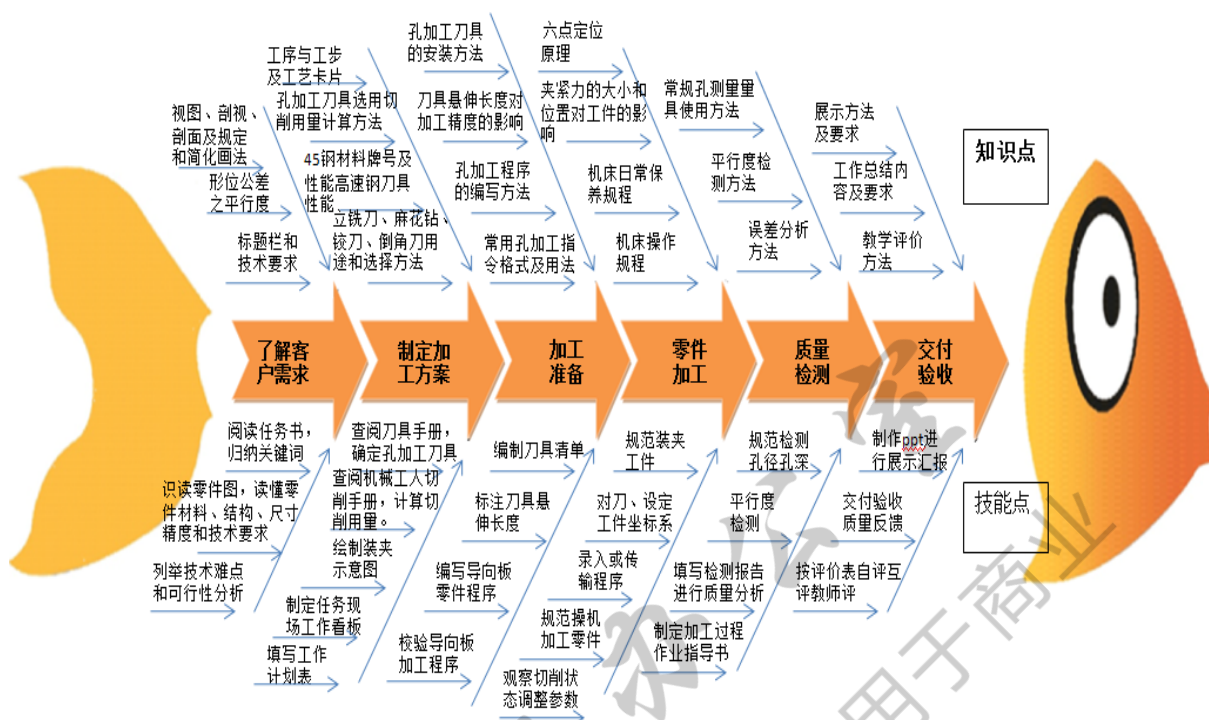 工序与工步
及工艺卡片
孔加工刀具
的安装方法
六点定位
原理
视图、剖视、
剖面及规定
和简化画法
孔加工刀具选用切
削用量计算方法
刀具悬伸长度对
加工精度的影响
夹紧力的大小和
位置对工件的影
响
常规孔测量量
具使用方法
展示方法
及要求
知识点
形位公差
之平行度
45钢材料牌号及
性能高速钢刀具
性能
孔加工程序
的编写方法
机床日常保
养规程
平行度检
测方法
工作总结内
容及要求
标题栏和
技术要求
立铣刀、麻花钻、
铰刀、倒角刀用
途和选择方法
常用孔加工指
令格式及用法
机床操作
规程
误差分析
方法
教学评价
方法
了解客
户需求
制定加
工方案
加工
准备
零件
加工
质量
检测
交付
验收
阅读任务书，
归纳关键词
查阅刀具手册，
确定孔加工刀具
编制刀具清单
规范装夹
工件
规范检测
孔径孔深
制作ppt进
行展示汇报
识读零件图，读懂零
件材料、结构、尺寸
精度和技术要求
查阅机械工人切
削手册，计算切
削用量。
标注刀具悬
伸长度
对刀、设定
工件坐标系
平行度
检测
交付验收
质量反馈
技能点
列举技术难点
和可行性分析
绘制装夹
示意图
编写导向板
零件程序
录入或传
输程序
填写检测报告
进行质量分析
按评价表自评互
评教师评
制定任务现
场工作看板
校验导向板
加工程序
规范操机
加工零件
制定加工过程
作业指导书
填写工作
计划表
观察切削状
态调整参数
用于商业